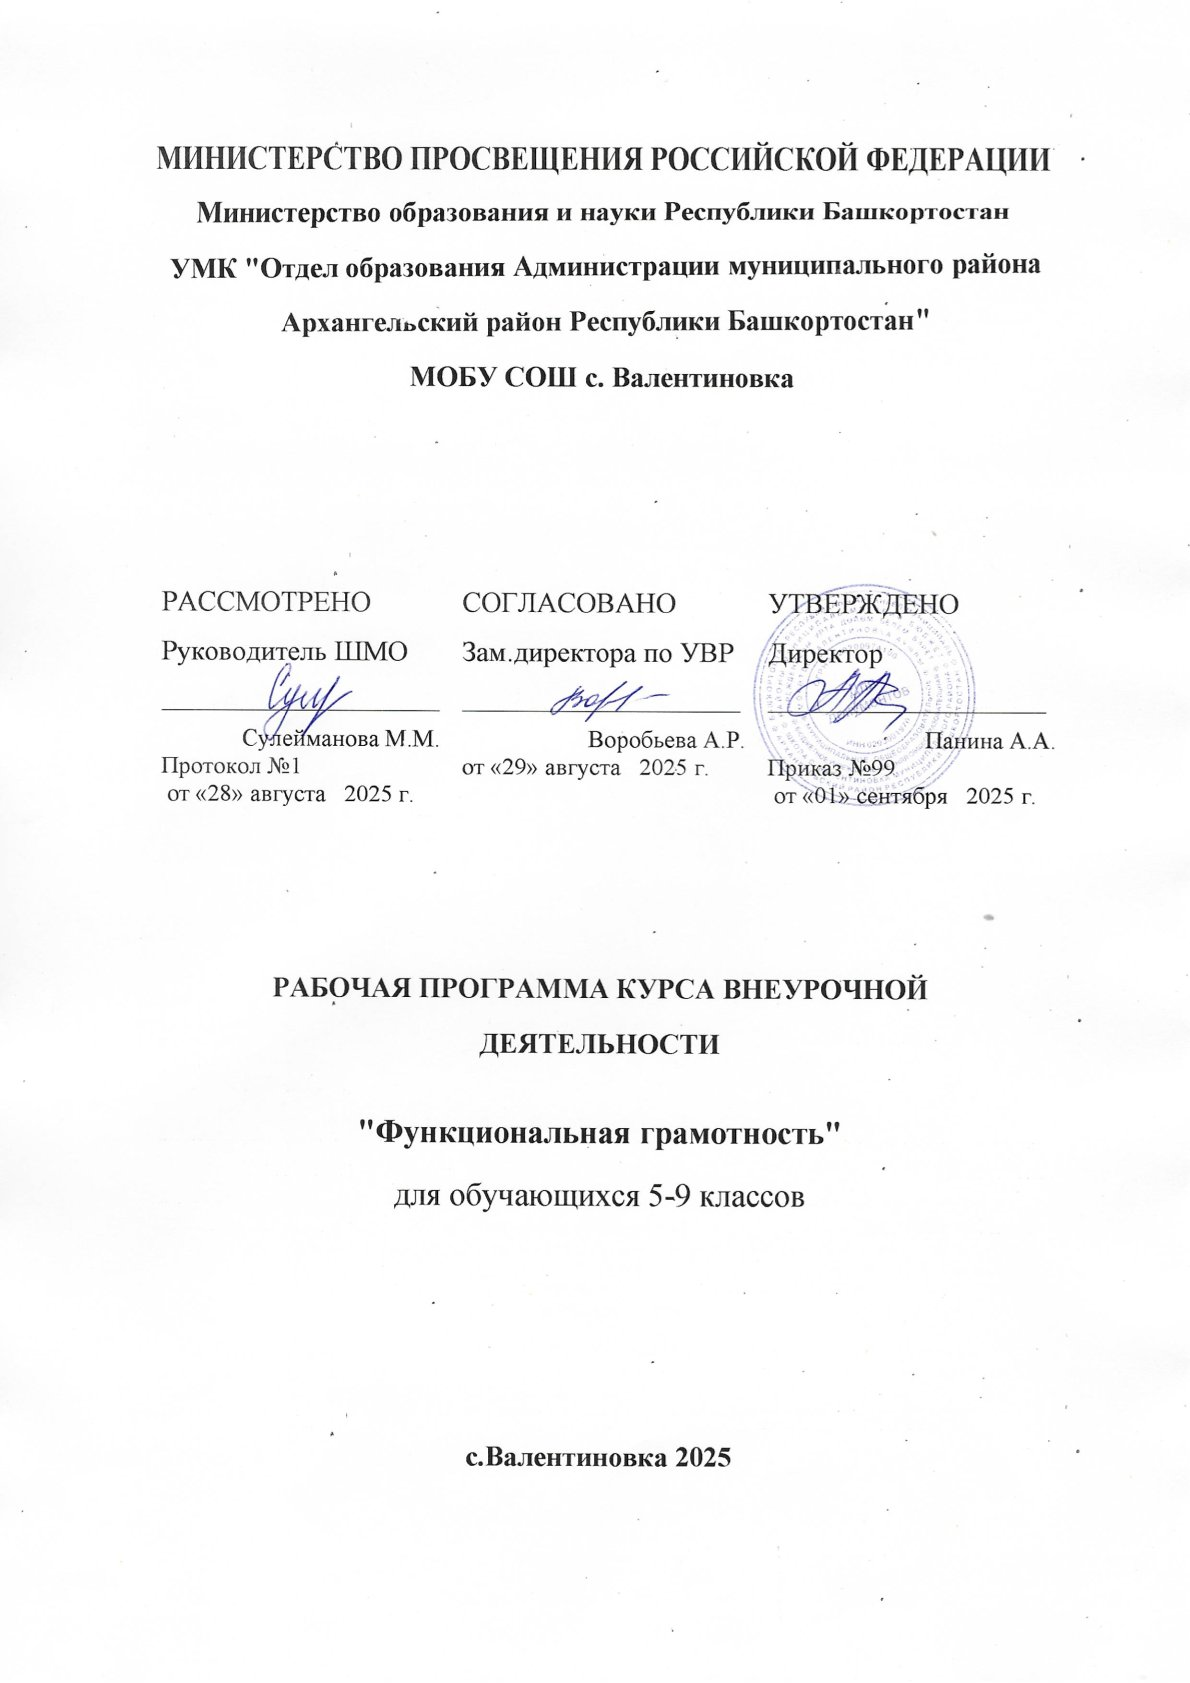 МИНИСТЕРСТВО ПРОСВЕЩЕНИЯ РОССИЙСКОЙ ФЕДЕРАЦИИ
Министерство образования и науки Республики Башкортостан
УМК "Отдел образования Администрации муниципального района
Архангельский район Республики Башкортостан"
МОБУ СОШ с. Валентиновка
РАССМОТРЕНО
Руководитель ШМО
Сулейманова М.М.
Протокол №1
от «28» августа 2025 г.
СОГЛАСОВАНО
Зам.директора по УВР
Воробьева А.Р.
от «29» августа 2025 г.
УТВЕРЖДЕНО
Директор
Панина А.А.
Приказ №99
от «01» сентября 2025 г.
РАБОЧАЯ ПРОГРАММА КУРСА ВНЕУРОЧНОЙ
ДЕЯТЕЛЬНОСТИ
"Функциональная грамотность"
для обучающихся 5-9 классов
с.Валентиновка 2025